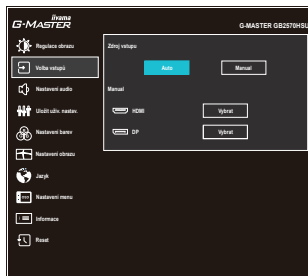 iiyama
G-MASTER
G-MASTER GB2570HSU
Regulace obrazu
Volba vstupů
Nastavení audio
Uložit uživ. nastav.
Nastavení barev
Nastavení obrazu
Jazyk
Nastavení menu
Informace
Reset
Zdroj vstupu
Auto
Manual
Manual
HDMI
Vybrat
DP
Vybrat